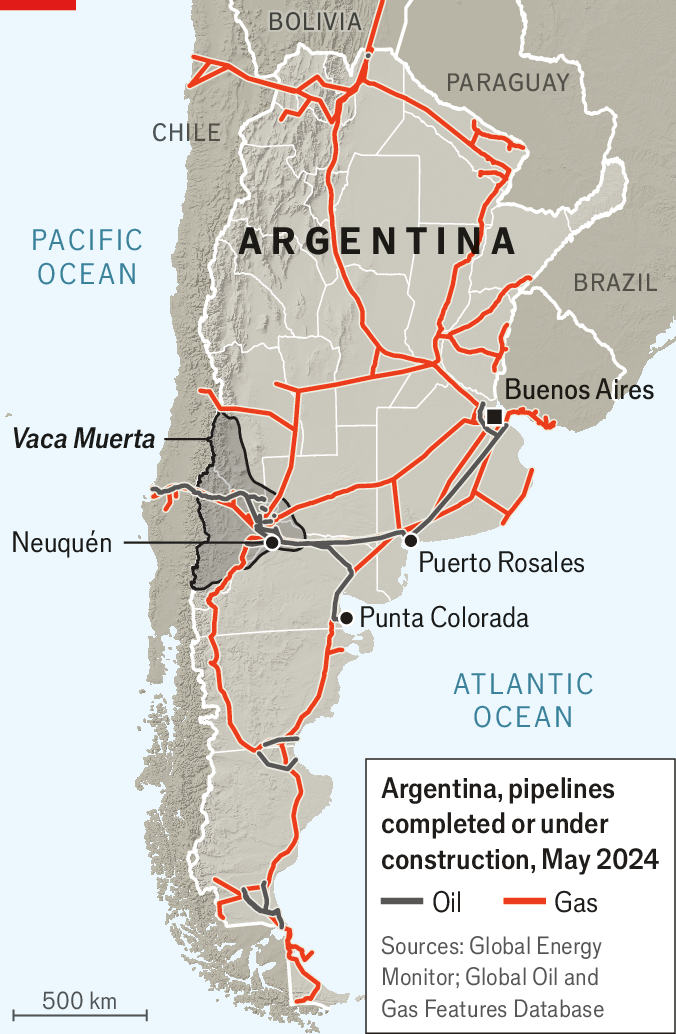 BOLIVIA
PARAGUAY
CHILE
PACIFIC
OCEAN
ARGENTINA
BRAZIL
Buenos Aires
Vaca Muerta
Neuquén
Puerto Rosales
Punta Colorada
ATLANTIC
OCEAN
Argentina, pipelines
completed or under
construction, May 2024
Oil
Gas
Sources: Global Energy
Monitor; Global Oil and
Gas Features Database
500 km